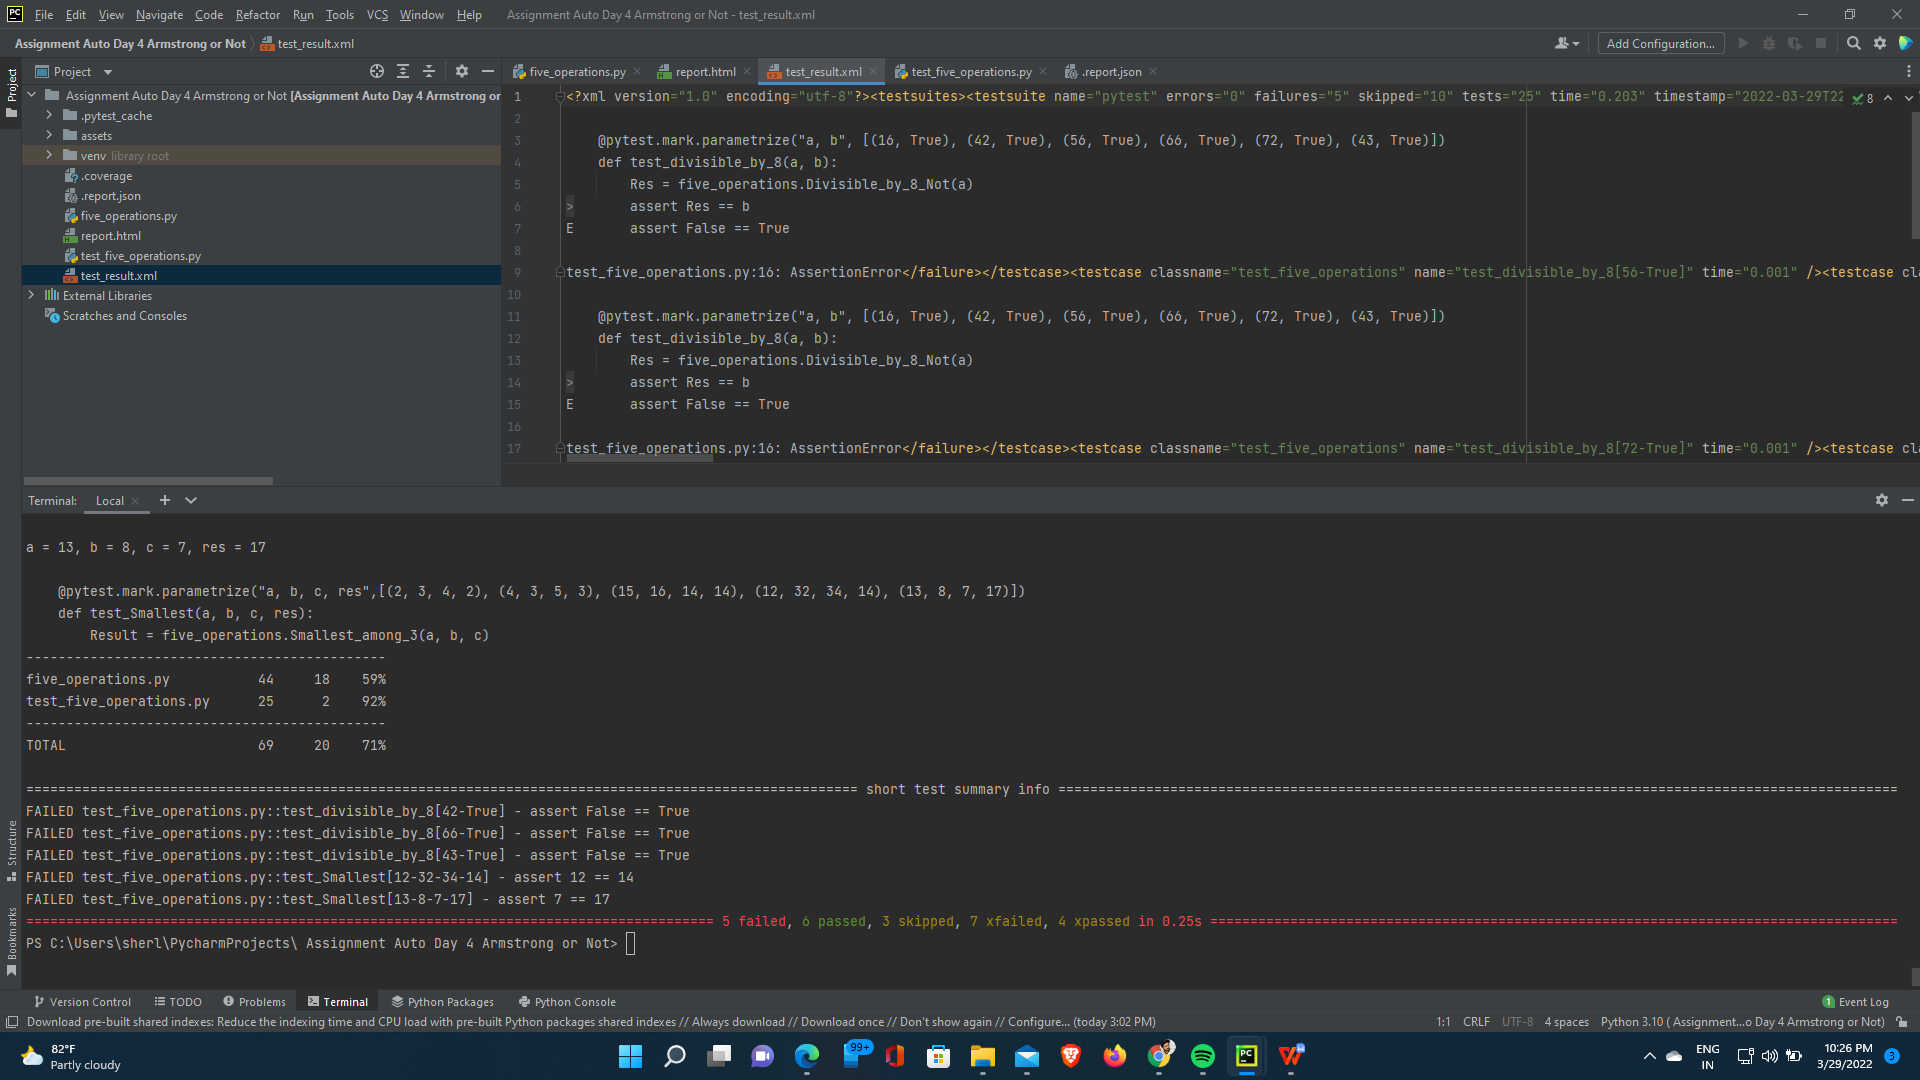 PC File Edit View Navigate Code Refactor Run Tools VCS Window Help Assignment Auto Day 4 Armstrong or Not - test_result.xml
Assignment Auto Day 4 Armstrong or Not test_result.xml Add Configuration...
Project five_operations.py report.html test_result.xml test_five_operations.py .report.json
Project
Assignment Auto Day 4 Armstrong or Not [Assignment Auto Day 4 Armstrong or
.pytest_cache
assets
venv library root
.coverage
.report.json
five_operations.py
report.html
test_five_operations.py
test_result.xml
External Libraries
Scratches and Consoles
1 <?xml version="1.0" encoding="utf-8"?><testsuites><testsuite name="pytest" errors="0" failures="5" skipped="10" tests="25" time="0.203" timestamp="2022-03-29T22 8
2
3 @pytest.mark.parametrize("a, b", [(16, True), (42, True), (56, True), (66, True), (72, True), (43, True)])
4 def test_divisible_by_8(a, b):
5 Res = five_operations.Divisible_by_8_Not(a)
6 > assert Res == b
7 E assert False == True
8
9 test_five_operations.py:16: AssertionError</failure></testcase><testcase classname="test_five_operations" name="test_divisible_by_8[56-True]" time="0.001" /><testcase cla
10
11 @pytest.mark.parametrize("a, b", [(16, True), (42, True), (56, True), (66, True), (72, True), (43, True)])
12 def test_divisible_by_8(a, b):
13 Res = five_operations.Divisible_by_8_Not(a)
14 > assert Res == b
15 E assert False == True
16
17 test_five_operations.py:16: AssertionError</failure></testcase><testcase classname="test_five_operations" name="test_divisible_by_8[72-True]" time="0.001" /><testcase cla
Terminal: Local
a = 13, b = 8, c = 7, res = 17
@pytest.mark.parametrize("a, b, c, res",[(2, 3, 4, 2), (4, 3, 5, 3), (15, 16, 14, 14), (12, 32, 34, 14), (13, 8, 7, 17)])
def test_Smallest(a, b, c, res):
Result = five_operations.Smallest_among_3(a, b, c)
---------------------------------------------
five_operations.py 44 18 59%
test_five_operations.py 25 2 92%
---------------------------------------------
TOTAL 69 20 71%
======== short test summary info ========
FAILED test_five_operations.py::test_divisible_by_8[42-True] - assert False == True
FAILED test_five_operations.py::test_divisible_by_8[66-True] - assert False == True
FAILED test_five_operations.py::test_divisible_by_8[43-True] - assert False == True
FAILED test_five_operations.py::test_Smallest[12-32-34-14] - assert 12 == 14
FAILED test_five_operations.py::test_Smallest[13-8-7-17] - assert 7 == 17
======== 5 failed, 6 passed, 3 skipped, 7 xfailed, 4 xpassed in 0.25s ========
PS C:\Users\sherl\PycharmProjects\ Assignment Auto Day 4 Armstrong or Not>
Structure
Bookmarks
Version Control TODO Problems Terminal Python Packages Python Console 1 Event Log
Download pre-built shared indexes: Reduce the indexing time and CPU load with pre-built Python packages shared indexes // Always download // Download once // Don't show again // Configure... (today 3:02 PM) 1:1 CRLF UTF-8 4 spaces Python 3.10 ( Assignment...o Day 4 Armstrong or Not)
82°F
Partly cloudy
99+
PC
W
ENG
IN
10:26 PM
3/29/2022
3